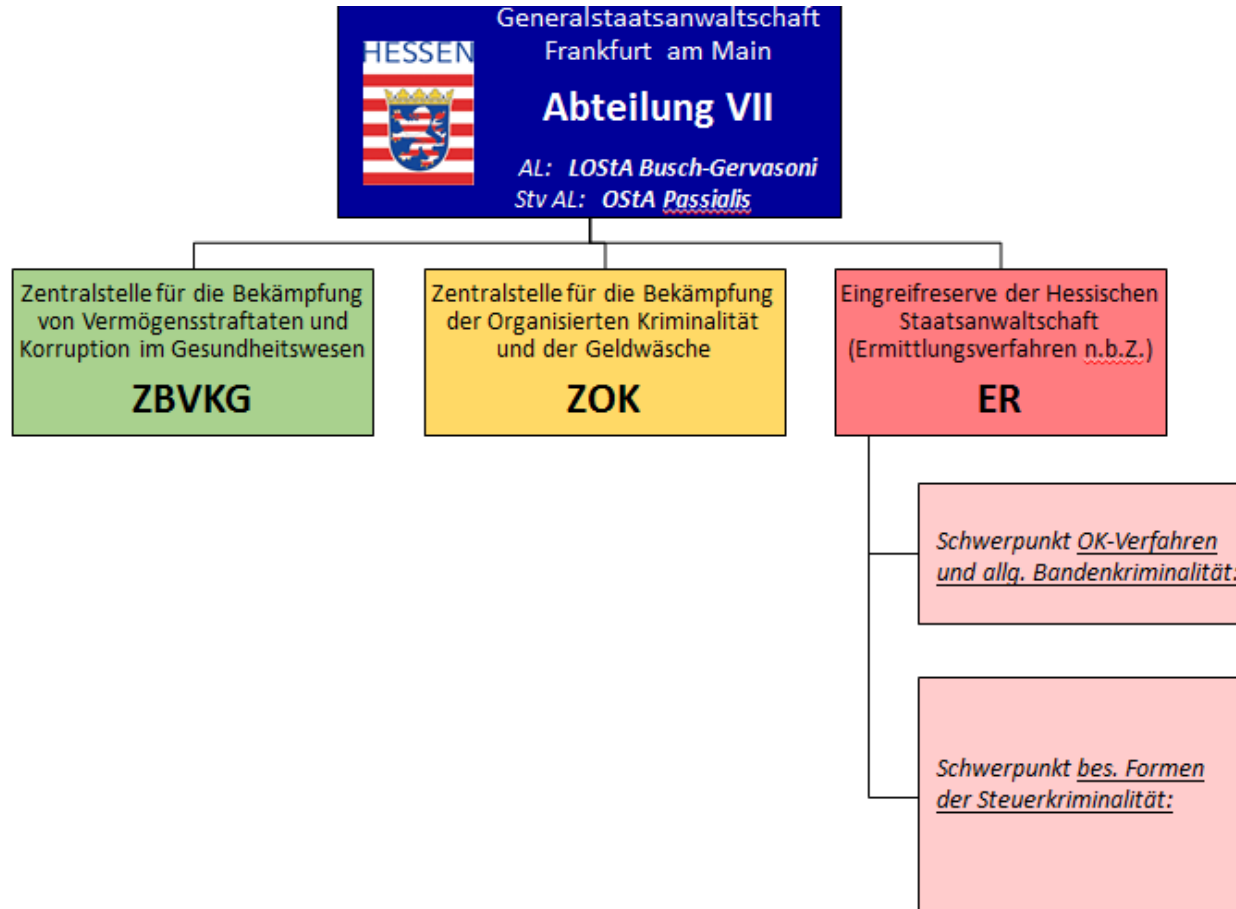 Generalstaatsanwaltschaft
Frankfurt am Main
HESSEN
Abteilung VII
AL: LOStA Busch-Gervasoni
Stv AL: OStA Passialis
Zentralstelle für die Bekämpfung
von Vermögensstraftaten und
Korruption im Gesundheitswesen
ZBVKG
Zentralstelle für die Bekämpfung
der Organisierten Kriminalität
und der Geldwäsche
ZOK
Eingreifreserve der Hessischen
Staatsanwaltschaft
(Ermittlungsverfahren n.b.Z.)
ER
Schwerpunkt OK-Verfahren
und allg. Bandenkriminalität:
Schwerpunkt bes. Formen
der Steuerkriminalität: